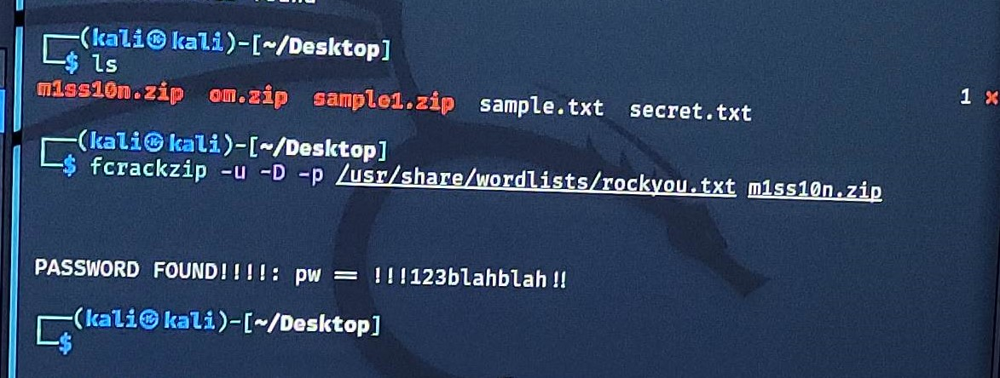 ┌──(kali㉿kali)-[~/Desktop]
└─$ ls
m1ss10n.zip om.zip sample1.zip sample.txt secret.txt
1 ⨯
┌──(kali㉿kali)-[~/Desktop]
└─$ fcrackzip -u -D -p /usr/share/wordlists/rockyou.txt m1ss10n.zip
PASSWORD FOUND!!!!: pw == !!!123blahblah!!
┌──(kali㉿kali)-[~/Desktop]
└─$